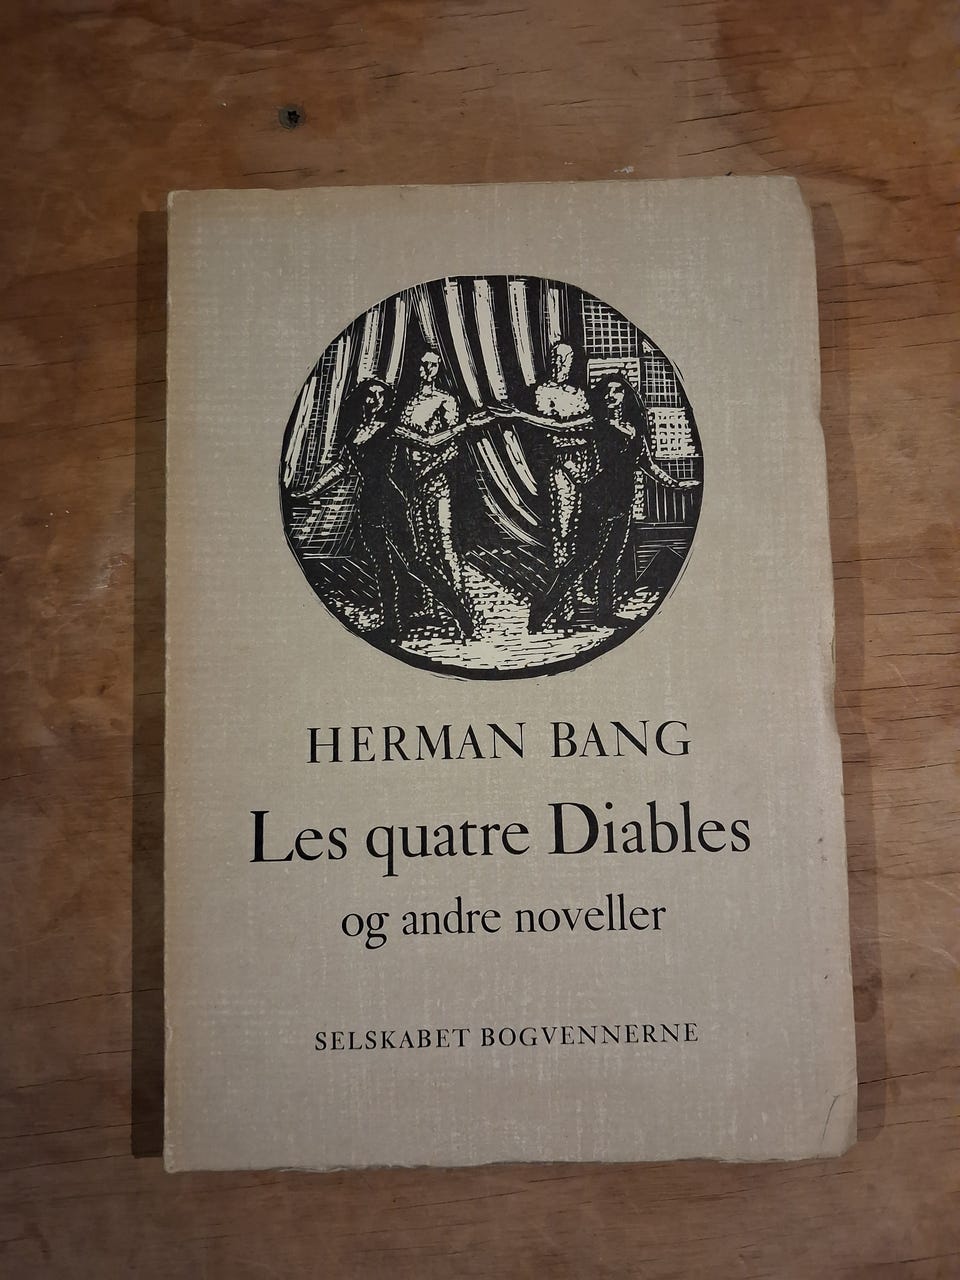 HERMAN BANG
Les quatre Diables
og andre noveller
SELSKABET BOGVENNERNE